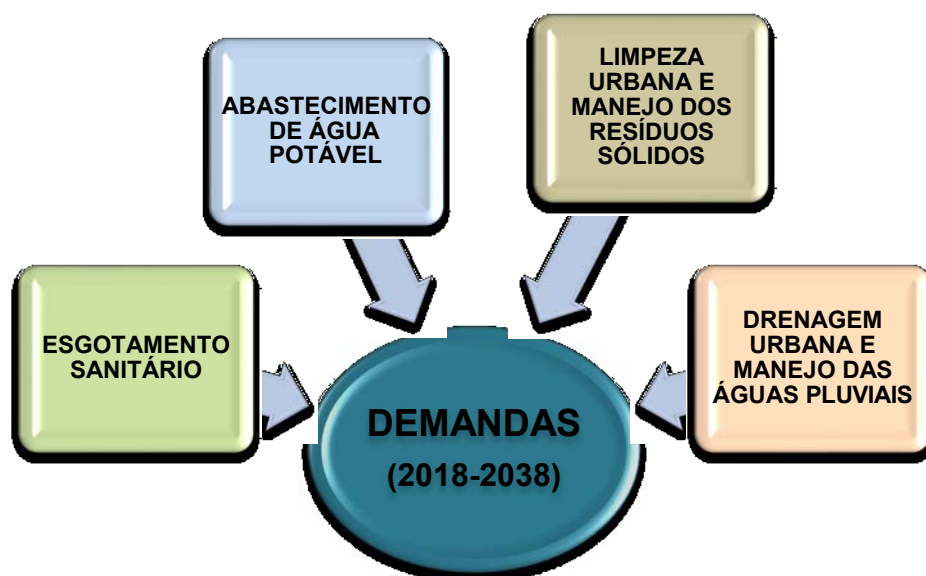 ESGOTAMENTO
SANITÁRIO
ABASTECIMENTO
DE ÁGUA
POTÁVEL
LIMPEZA
URBANA E
MANEJO DOS
RESÍDUOS
SÓLIDOS
DRENAGEM
URBANA E
MANEJO DAS
ÁGUAS PLUVIAIS
DEMANDAS
(2018-2038)